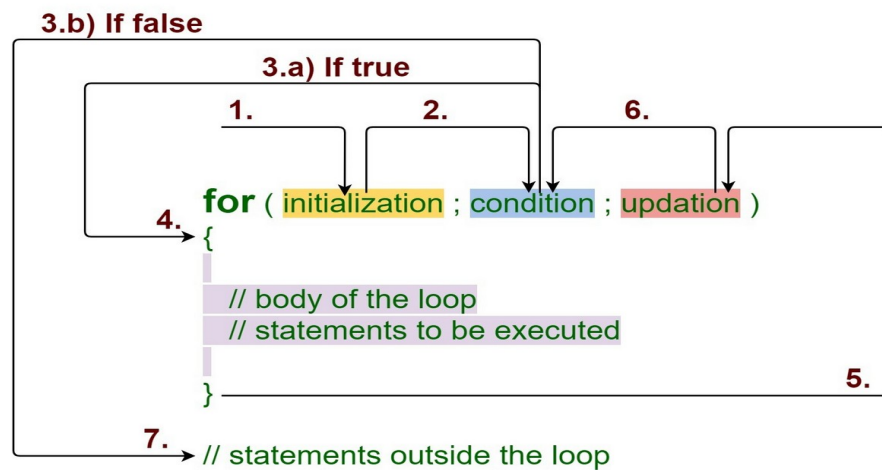 3.b) If false
3.a) If true
1.
2.
6.
for ( initialization ; condition ; updation )
4.
{
// body of the loop
// statements to be executed
}
5.
7.
// statements outside the loop